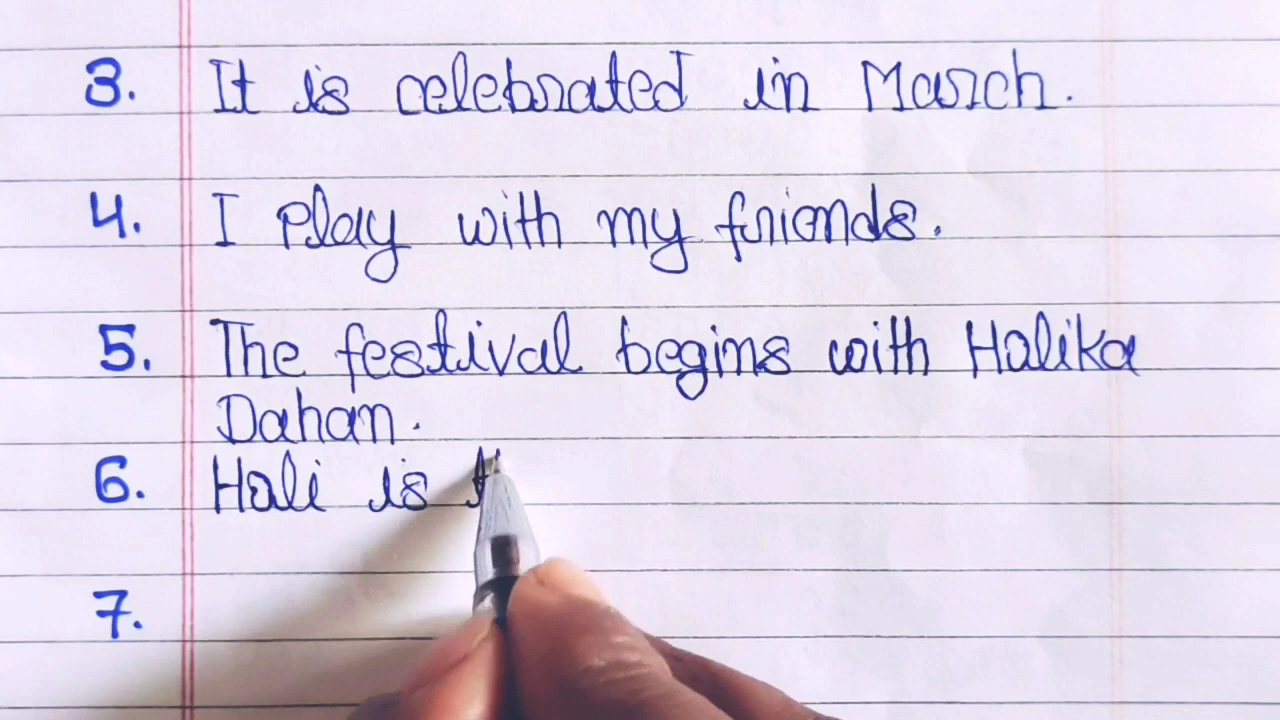 3. It is celebrated in March.
4. I play with my friends.
5. The festival begins with Holika
Dahan.
6. Holi is
7.